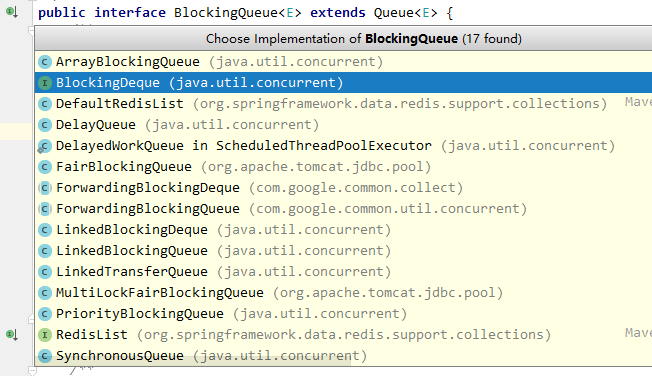 public interface BlockingQueue<E> extends Queue<E> {
Choose Implementation of BlockingQueue (17 found)
ArrayBlockingQueue (java.util.concurrent)
BlockingDeque (java.util.concurrent)
DefaultRedisList (org.springframework.data.redis.support.collections) Mave
DelayQueue (java.util.concurrent)
DelayedWorkQueue in ScheduledThreadPoolExecutor (java.util.concurrent)
FairBlockingQueue (org.apache.tomcat.jdbc.pool)
ForwardingBlockingDeque (com.google.common.collect)
ForwardingBlockingQueue (com.google.common.util.concurrent)
LinkedBlockingDeque (java.util.concurrent)
LinkedBlockingQueue (java.util.concurrent)
LinkedTransferQueue (java.util.concurrent)
MultiLockFairBlockingQueue (org.apache.tomcat.jdbc.pool)
PriorityBlockingQueue (java.util.concurrent)
RedisList (org.springframework.data.redis.support.collections) Mave
SynchronousQueue (java.util.concurrent)
/**